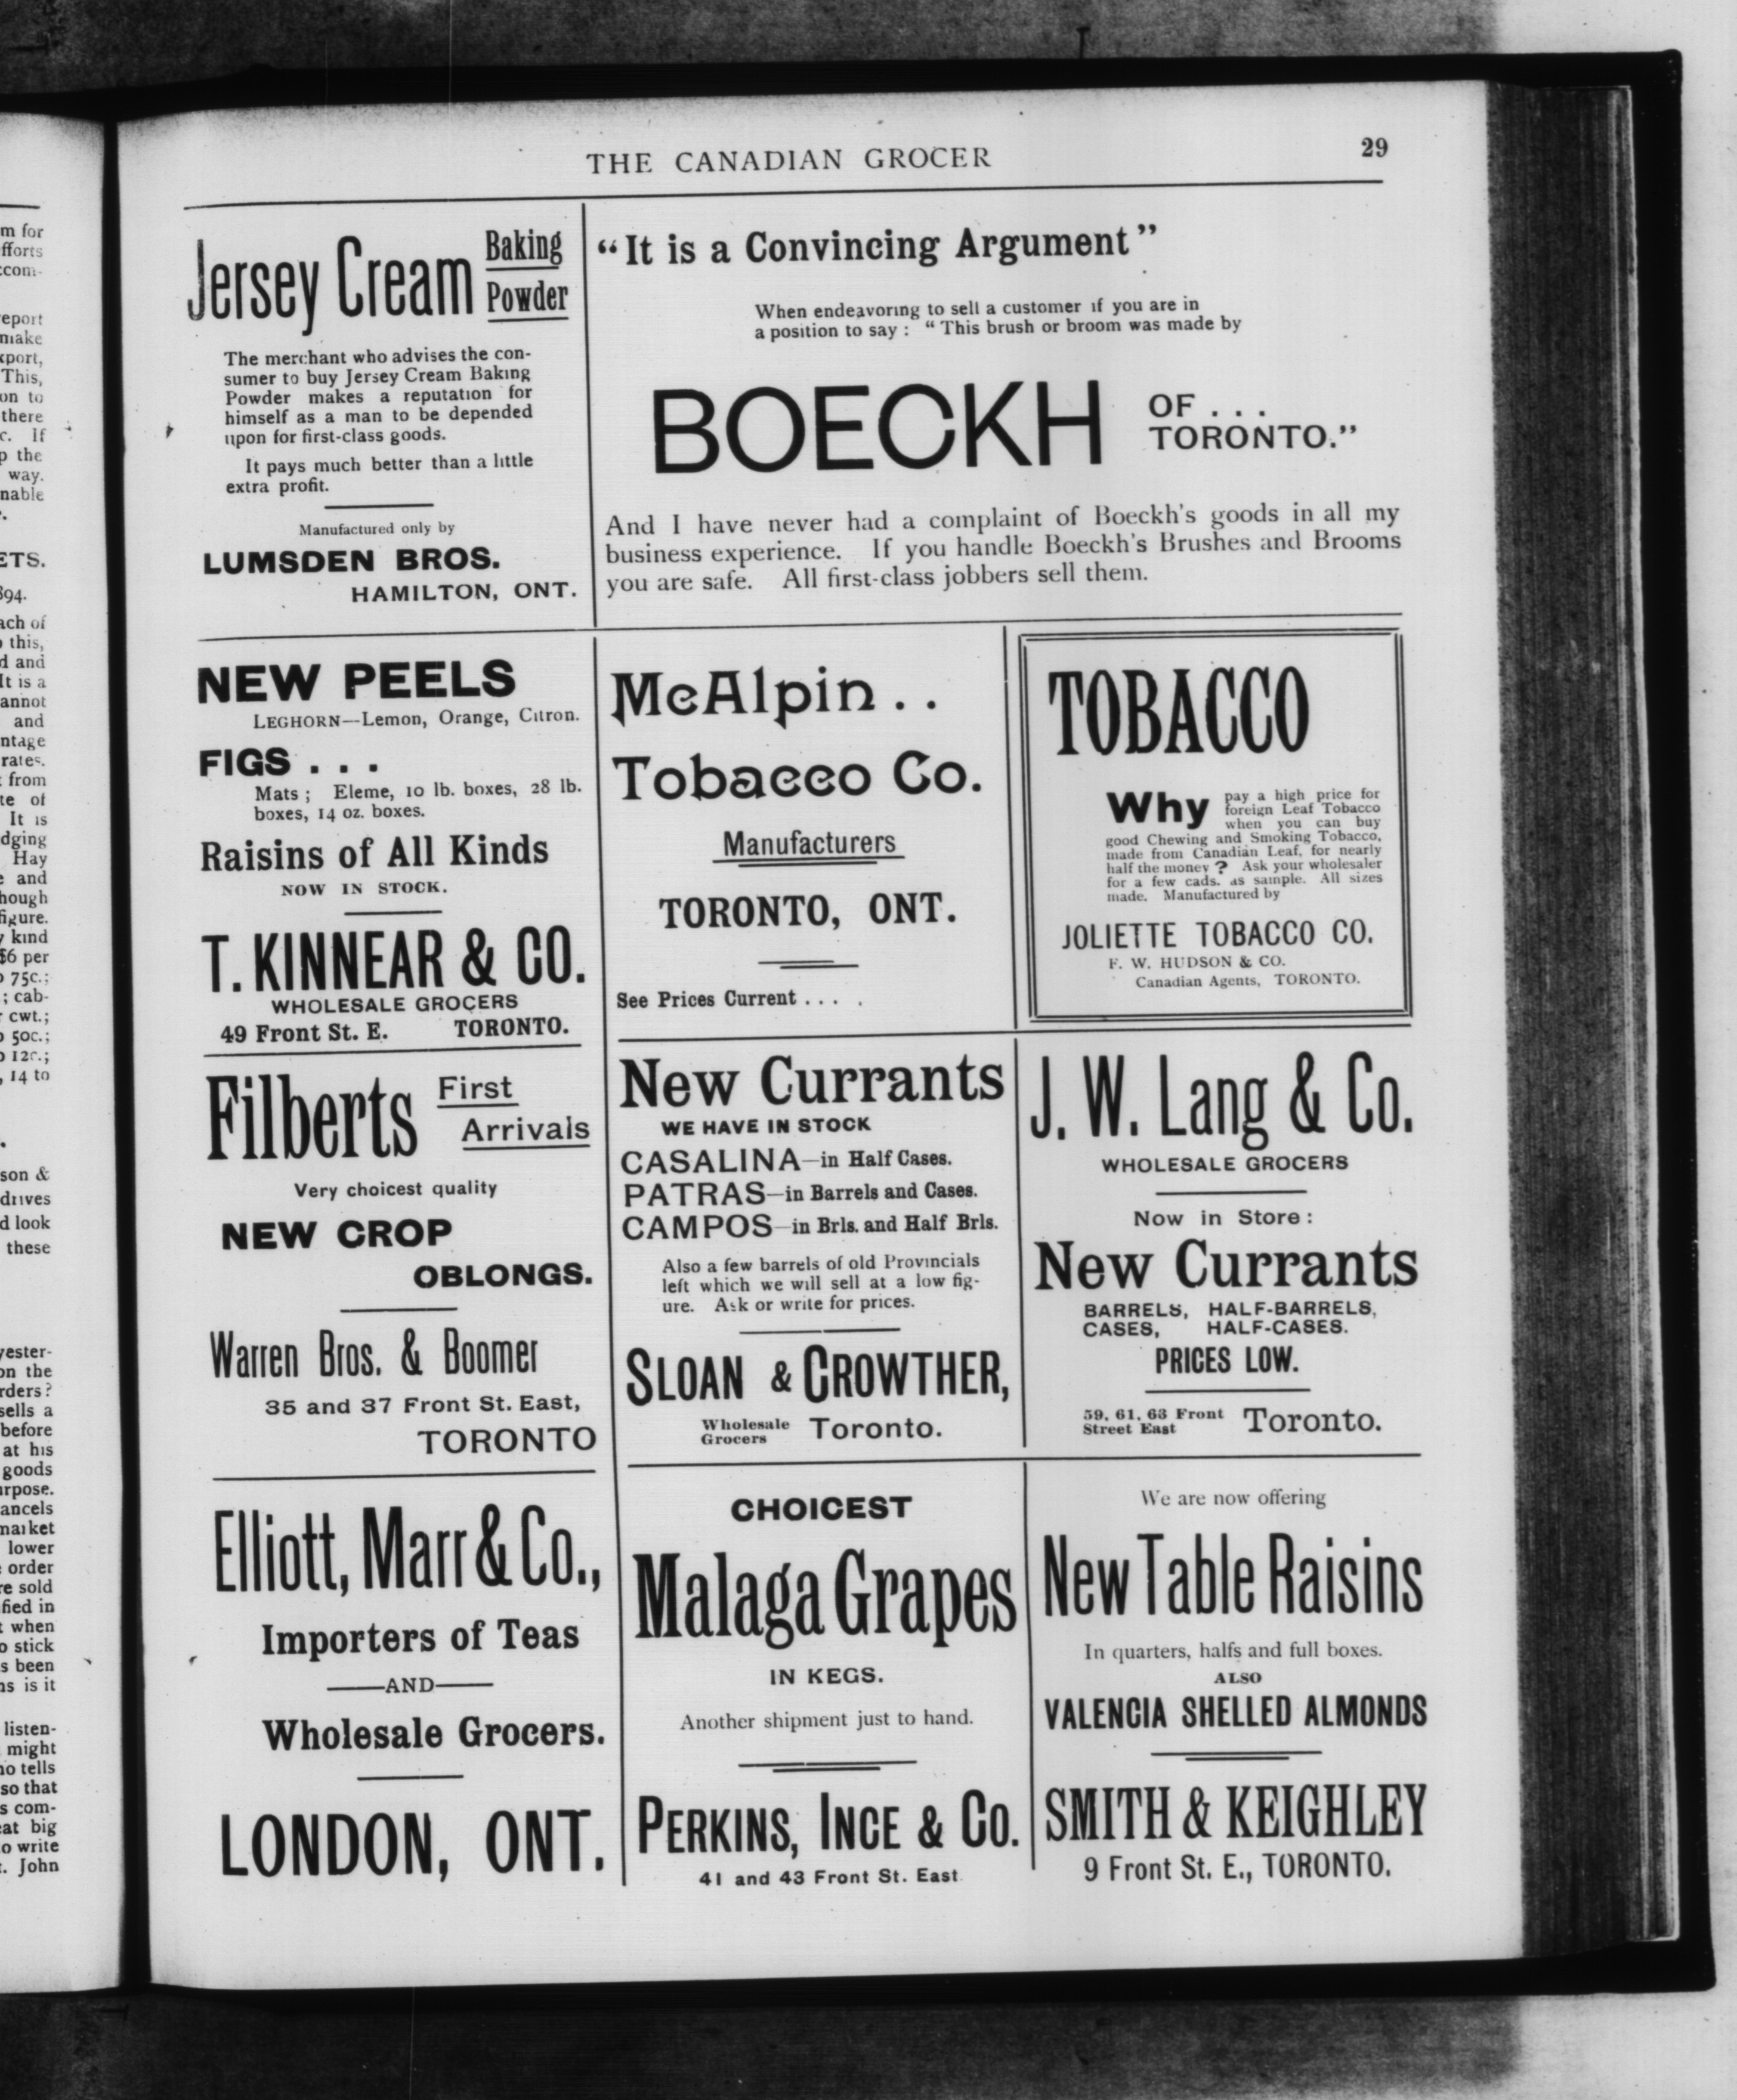 THE CANADIAN GROCER
29
Jersey Cream Baking Powder
The merchant who advises the con-
sumer to buy Jersey Cream Baking
Powder makes a reputation for
himself as a man to be depended
upon for first-class goods.
It pays much better than a little
extra profit.
Manufactured only by
LUMSDEN BROS.
HAMILTON, ONT.
"It is a Convincing Argument"
When endeavoring to sell a customer if you are in
a position to say : "This brush or broom was made by
BOECKH OF . . .
TORONTO."
And I have never had a complaint of Boeckh's goods in all my
business experience. If you handle Boeckh's Brushes and Brooms
you are safe. All first-class jobbers sell them.
NEW PEELS
LEGHORN—Lemon, Orange, Citron.
FIGS . . .
Mats ; Eleme, 10 lb. boxes, 28 lb.
boxes, 14 oz. boxes.
Raisins of All Kinds
NOW IN STOCK.
T. KINNEAR & CO.
WHOLESALE GROCERS
49 Front St. E. TORONTO.
McAlpin . .
Tobacco Co.
Manufacturers
TORONTO, ONT.
See Prices Current . . . .
TOBACCO
Why pay a high price for
foreign Leaf Tobacco
when you can buy
good Chewing and Smoking Tobacco,
made from Canadian Leaf, for nearly
half the money ? Ask your wholesaler
for a few cads. as sample. All sizes
made. Manufactured by
JOLIETTE TOBACCO CO.
F. W. HUDSON & CO.
Canadian Agents, TORONTO.
Filberts First
Arrivals
Very choicest quality
NEW CROP
OBLONGS.
Warren Bros. & Boomer
35 and 37 Front St. East,
TORONTO
New Currants
WE HAVE IN STOCK
CASALINA—in Half Cases.
PATRAS—in Barrels and Cases.
CAMPOS—in Brls. and Half Brls.
Also a few barrels of old Provincials
left which we will sell at a low fig-
ure. Ask or write for prices.
SLOAN & CROWTHER,
Wholesale
Grocers Toronto.
J. W. Lang & Co.
WHOLESALE GROCERS
Now in Store :
New Currants
BARRELS, HALF-BARRELS,
CASES, HALF-CASES.
PRICES LOW.
59, 61, 63 Front
Street East Toronto.
Elliott, Marr & Co.,
Importers of Teas
—AND—
Wholesale Grocers.
LONDON, ONT.
CHOICEST
Malaga Grapes
IN KEGS.
Another shipment just to hand.
PERKINS, INCE & CO.
41 and 43 Front St. East
We are now offering
New Table Raisins
In quarters, halfs and full boxes.
ALSO
VALENCIA SHELLED ALMONDS
SMITH & KEIGHLEY
9 Front St. E., TORONTO.